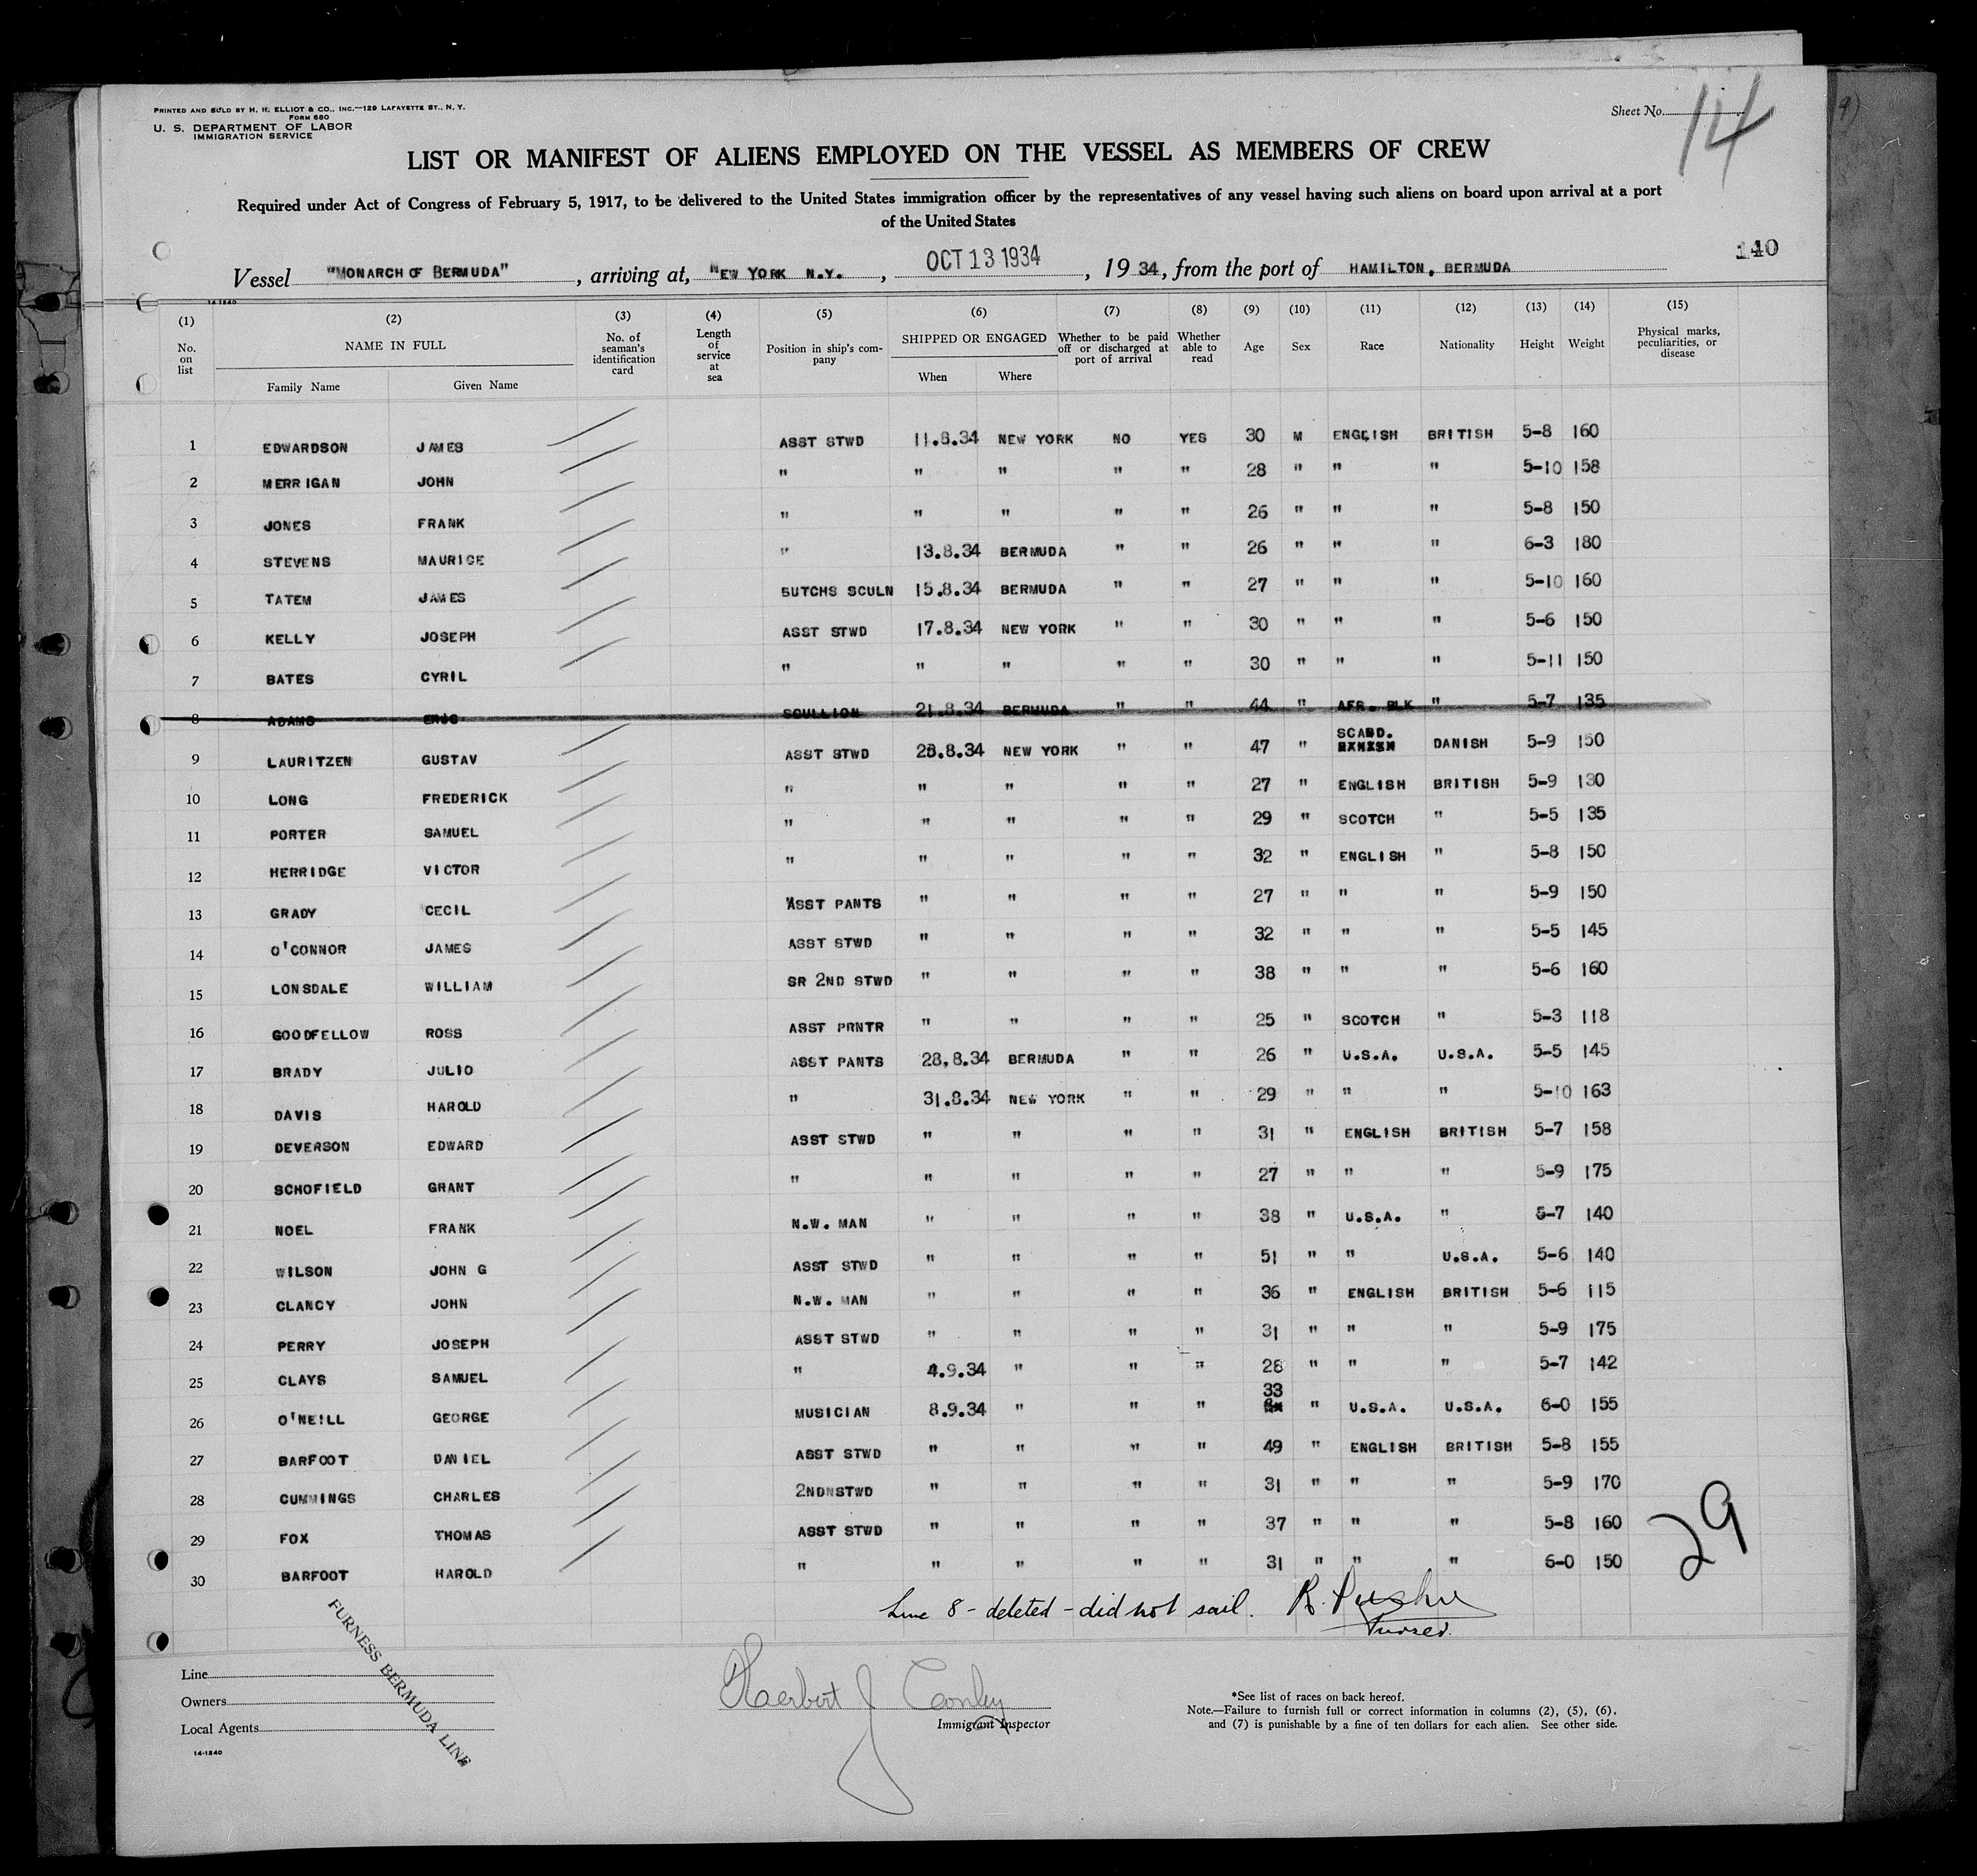 PRINTED AND SOLD BY H. R. ELLIOT & CO., INC.—129 LAFAYETTE ST., N. Y.
FORM 680
U. S. DEPARTMENT OF LABOR
IMMIGRATION SERVICE
Sheet No. 14
LIST OR MANIFEST OF ALIENS EMPLOYED ON THE VESSEL AS MEMBERS OF CREW
Required under Act of Congress of February 5, 1917, to be delivered to the United States immigration officer by the representatives of any vessel having such aliens on board upon arrival at a port
of the United States
140
Vessel "MONARCH OF BERMUDA", arriving at, NEW YORK N.Y., OCT 13 1934, 19 34, from the port of HAMILTON, BERMUDA
14-1240
(1) (2) (3) (4) (5) (6) (7) (8) (9) (10) (11) (12) (13) (14) (15)
No. on list NAME IN FULL Family Name Given Name No. of seaman's identification card Length of service at sea Position in ship's company SHIPPED OR ENGAGED When Where Whether to be paid off or discharged at port of arrival Whether able to read Age Sex Race Nationality Height Weight Physical marks, peculiarities, or disease
1 EDWARDSON JAMES ASST STWD 11.8.34 NEW YORK NO YES 30 M ENGLISH BRITISH 5-8 160
2 MERRIGAN JOHN " " " " " 28 " " " 5-10 158
3 JONES FRANK " " " " " 26 " " " 5-8 150
4 STEVENS MAURICE " 13.8.34 BERMUDA " " 26 " " " 6-3 180
5 TATEM JAMES BUTCHS SCULN 15.8.34 BERMUDA " " 27 " " " 5-10 160
6 KELLY JOSEPH ASST STWD 17.8.34 NEW YORK " " 30 " " " 5-6 150
7 BATES CYRIL " " " " " 30 " " " 5-11 150
8 ADAMS ERIC SCULLION 21.8.34 BERMUDA " " 44 " AFR. BLK " 5-7 135
9 LAURITZEN GUSTAV ASST STWD 28.8.34 NEW YORK " " 47 " SCAND. DANISH 5-9 150
10 LONG FREDERICK " " " " " 27 " ENGLISH BRITISH 5-9 130
11 PORTER SAMUEL " " " " " 29 " SCOTCH " 5-5 135
12 HERRIDGE VICTOR " " " " " 32 " ENGLISH " 5-8 150
13 GRADY CECIL ASST PANTS " " " " 27 " " " 5-9 150
14 O'CONNOR JAMES ASST STWD " " " " 32 " " " 5-5 145
15 LONSDALE WILLIAM SR 2ND STWD " " " " 38 " " " 5-6 160
16 GOODFELLOW ROSS ASST PRNTR " " " " 25 " SCOTCH " 5-3 118
17 BRADY JULIO ASST PANTS 28,8.34 BERMUDA " " 26 " U.S.A. U.S.A. 5-5 145
18 DAVIS HAROLD " 31.8.34 NEW YORK " " 29 " " " 5-10 163
19 DEVERSON EDWARD ASST STWD " " " " 31 " ENGLISH BRITISH 5-7 158
20 SCHOFIELD GRANT " " " " " 27 " " " 5-9 175
21 NOEL FRANK N.W. MAN " " " " 38 " U.S.A. " 5-7 140
22 WILSON JOHN G ASST STWD " " " " 51 " " U.S.A. 5-6 140
23 CLANCY JOHN N.W. MAN " " " " 36 " ENGLISH BRITISH 5-6 115
24 PERRY JOSEPH ASST STWD " " " " 31 " " " 5-9 175
25 CLAYS SAMUEL " 4.9.34 " " " 28 " " " 5-7 142
26 O'NEILL GEORGE MUSICIAN 8.9.34 " " " 33 " U.S.A. U.S.A. 6-0 155
27 BARFOOT DANIEL ASST STWD " " " " 49 " ENGLISH BRITISH 5-8 155
28 CUMMINGS CHARLES 2NDNSTWD " " " " 31 " " " 5-9 170
29 FOX THOMAS ASST STWD " " " " 37 " " " 5-8 160
30 BARFOOT HAROLD " " " " " 31 " " " 6-0 150
29
Line 8 - deleted - did not sail. R.
Purser.
FURNESS BERMUDA LINE
Line
Owners
Local Agents
14-1240
Herbert J Conley
Immigrant Inspector
*See list of races on back hereof.
Note.—Failure to furnish full or correct information in columns (2), (5), (6),
and (7) is punishable by a fine of ten dollars for each alien. See other side.